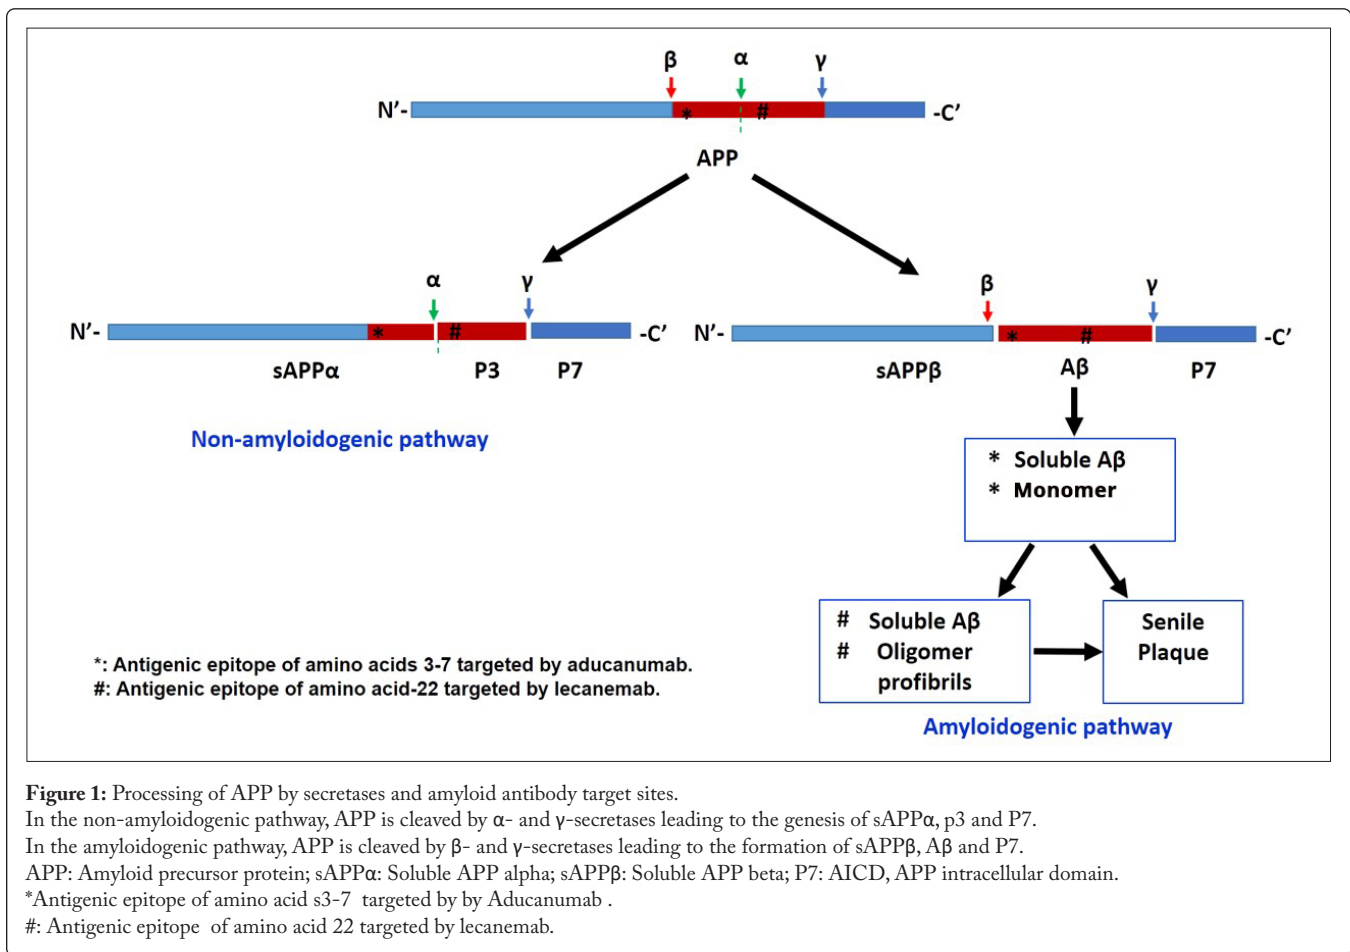 β α γ
N’- * # -C’
APP
α γ
N’- * # -C’
sAPPα P3 P7
Non-amyloidogenic pathway
β γ
N’- * # -C’
sAPPβ Aβ P7
* Soluble Aβ
* Monomer
# Soluble Aβ
# Oligomer
profibrils
Senile
Plaque
Amyloidogenic pathway
*: Antigenic epitope of amino acids 3-7 targeted by aducanumab.
#: Antigenic epitope of amino acid-22 targeted by lecanemab.
Figure 1: Processing of APP by secretases and amyloid antibody target sites.
In the non-amyloidogenic pathway, APP is cleaved by α- and γ-secretases leading to the genesis of sAPPα, p3 and P7.
In the amyloidogenic pathway, APP is cleaved by β- and γ-secretases leading to the formation of sAPPβ, Aβ and P7.
APP: Amyloid precursor protein; sAPPα: Soluble APP alpha; sAPPβ: Soluble APP beta; P7: AICD, APP intracellular domain.
*Antigenic epitope of amino acid s3-7 targeted by by Aducanumab .
#: Antigenic epitope of amino acid 22 targeted by lecanemab.